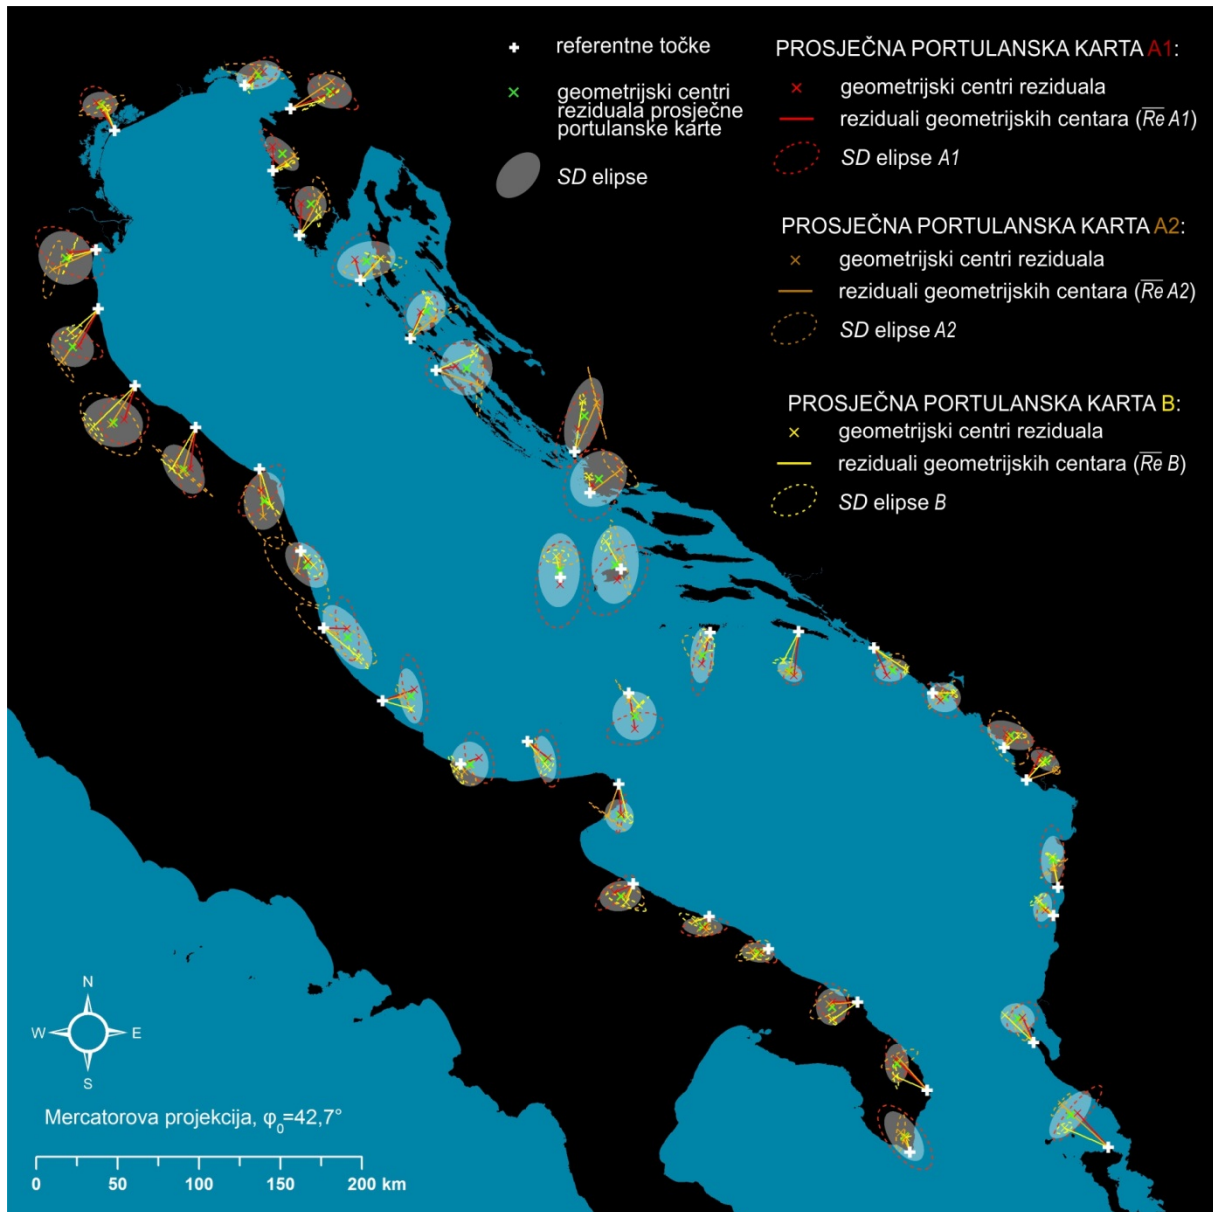 referentne točke
geometrijski centri
reziduala prosječne
portulanske karte
SD elipse
PROSJEČNA PORTULANSKA KARTA A1:
geometrijski centri reziduala
reziduali geometrijskih centara (Re A1)
SD elipse A1
PROSJEČNA PORTULANSKA KARTA A2:
geometrijski centri reziduala
reziduali geometrijskih centara (Re A2)
SD elipse A2
PROSJEČNA PORTULANSKA KARTA B:
geometrijski centri reziduala
reziduali geometrijskih centara (Re B)
SD elipse B
N
W E
S
Mercatorova projekcija, φ₀=42,7°
0 50 100 150 200 km